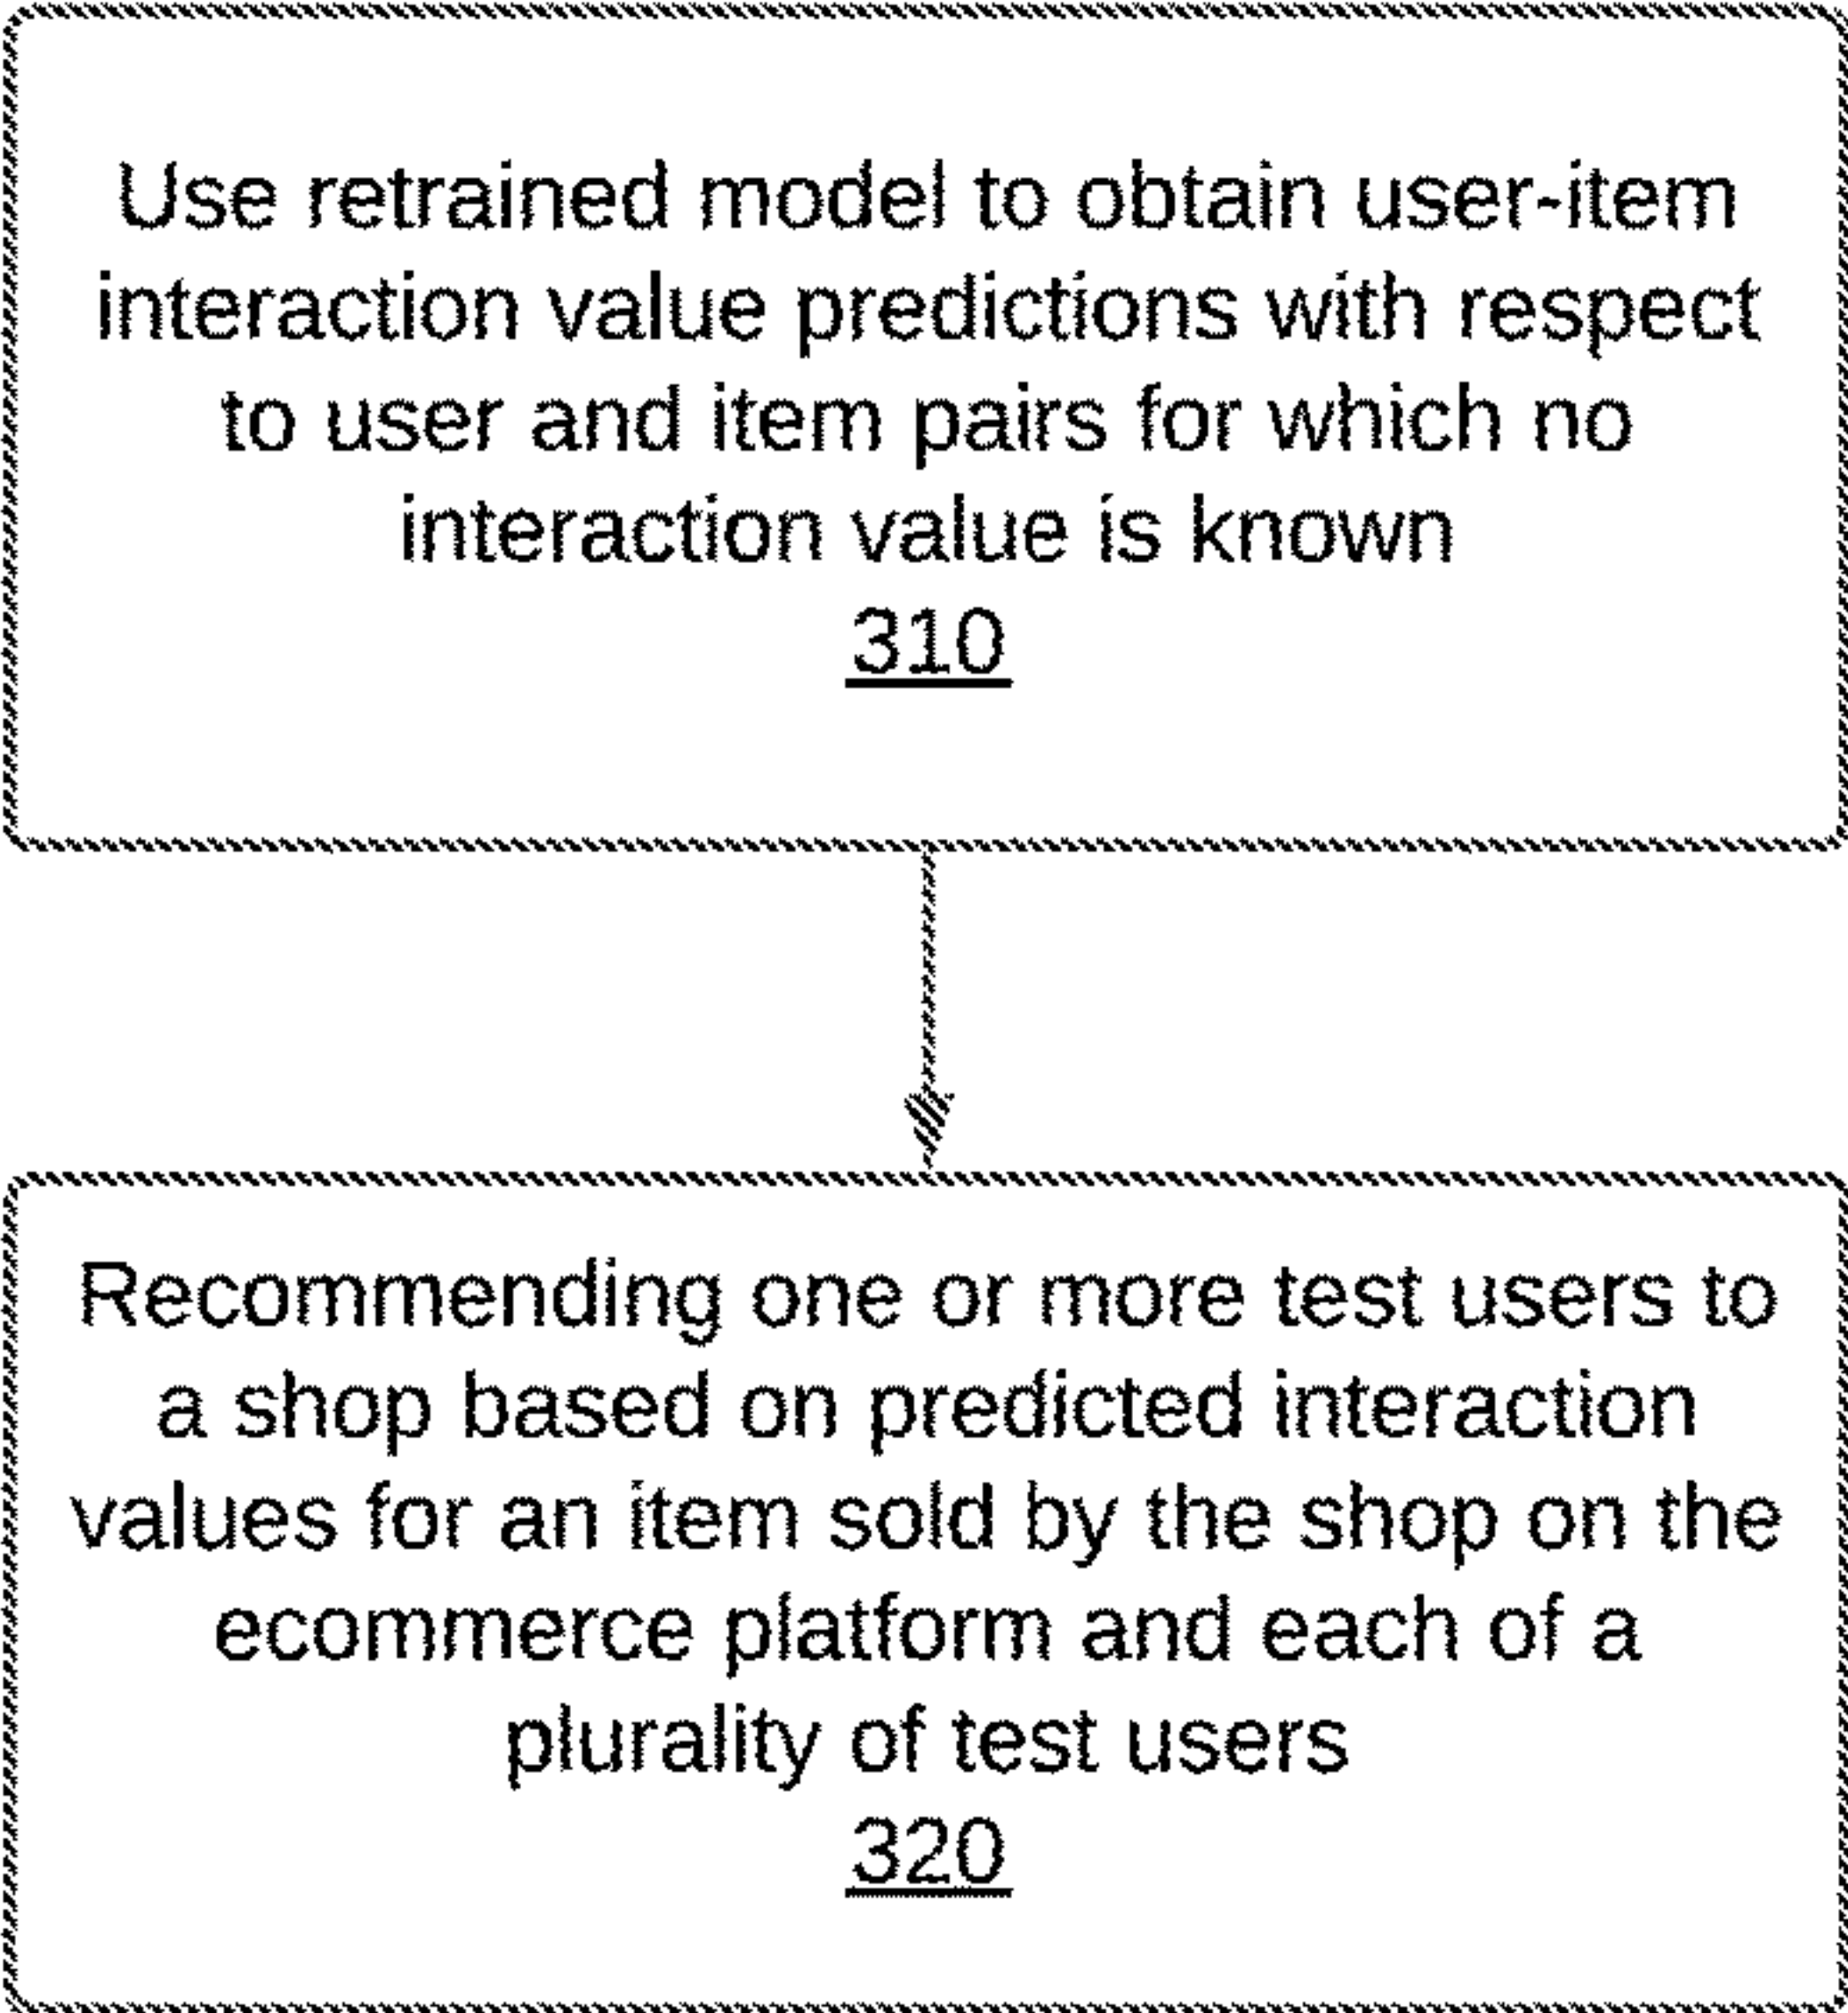 Use retrained model to obtain user-item
interaction value predictions with respect
to user and item pairs for which no
interaction value is known
310
Recommending one or more test users to
a shop based on predicted interaction
values for an item sold by the shop on the
ecommerce platform and each of a
plurality of test users
320